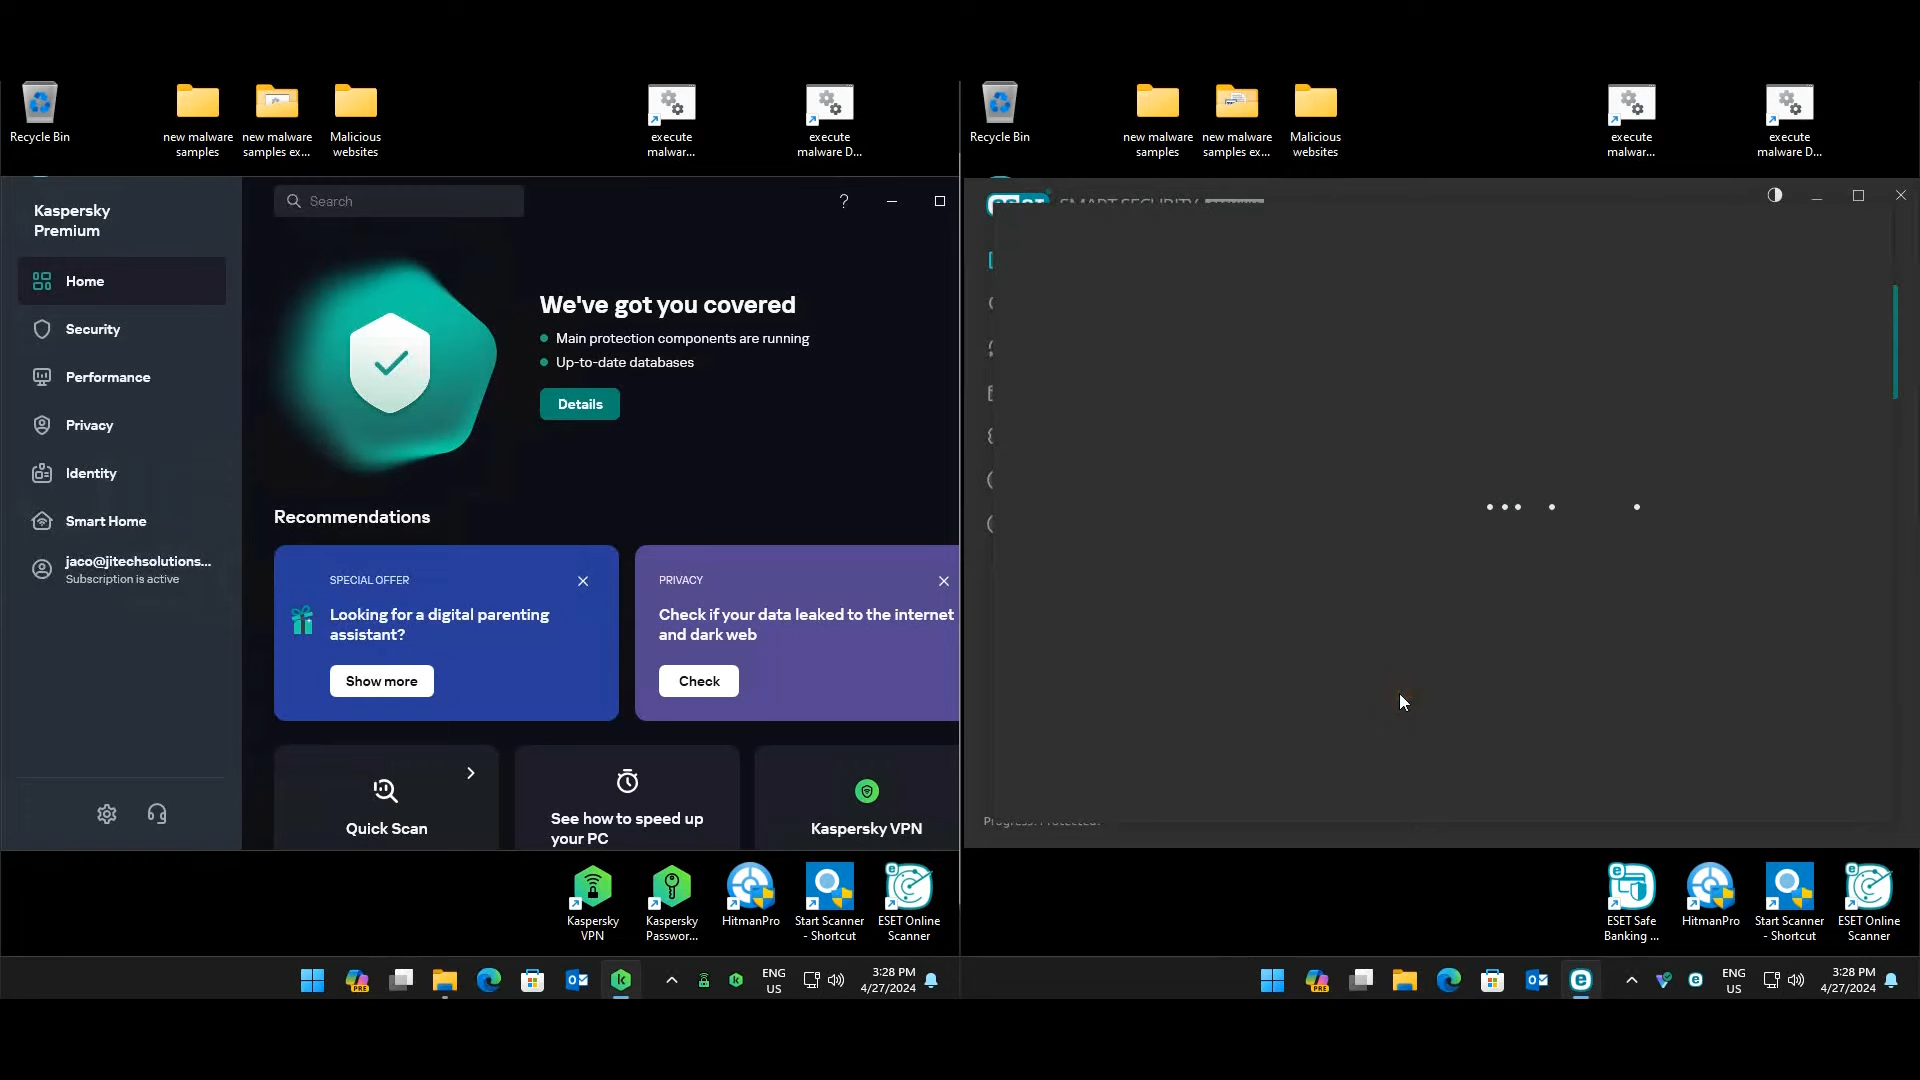 Recycle Bin
new malware
samples
new malware
samples ex...
Malicious
websites
execute
malwar...
execute
malware D...
Kaspersky
Premium
Search
?
Home
Security
Performance
Privacy
Identity
Smart Home
jaco@jitechsolutions...
Subscription is active
We've got you covered
Main protection components are running
Up-to-date databases
Details
Recommendations
SPECIAL OFFER
Looking for a digital parenting
assistant?
Show more
PRIVACY
Check if your data leaked to the internet
and dark web
Check
Quick Scan
See how to speed up
your PC
Kaspersky VPN
Kaspersky
VPN
Kaspersky
Passwor...
HitmanPro
Start Scanner
- Shortcut
ESET Online
Scanner
ENG
US
3:28 PM
4/27/2024
Recycle Bin
new malware
samples
new malware
samples ex...
Malicious
websites
execute
malwar...
execute
malware D...
SMART SECURITY
ESET Safe
Banking ...
HitmanPro
Start Scanner
- Shortcut
ESET Online
Scanner
ENG
US
3:28 PM
4/27/2024